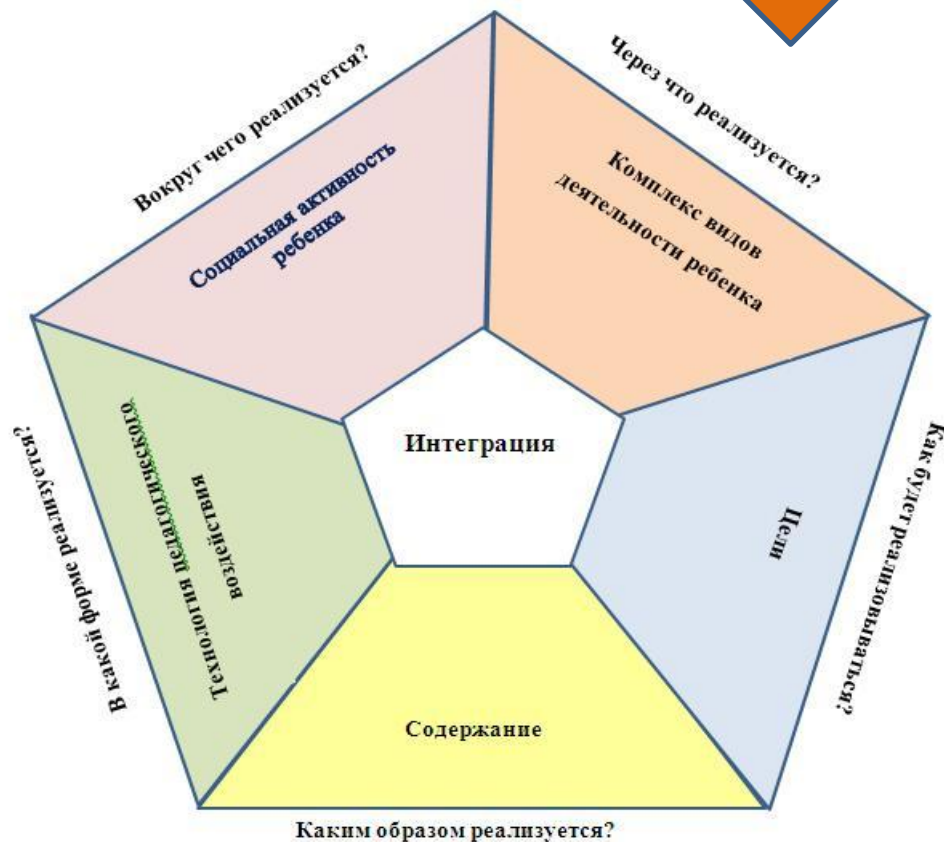 Вокруг чего реализуется?
Через что реализуется?
Социальная активность
ребенка
Комплекс видов
деятельности ребенка
Интеграция
В какой форме реализуется?
Технология педагогического
воздействия
Цели
Как будет реализовываться?
Содержание
Каким образом реализуется?